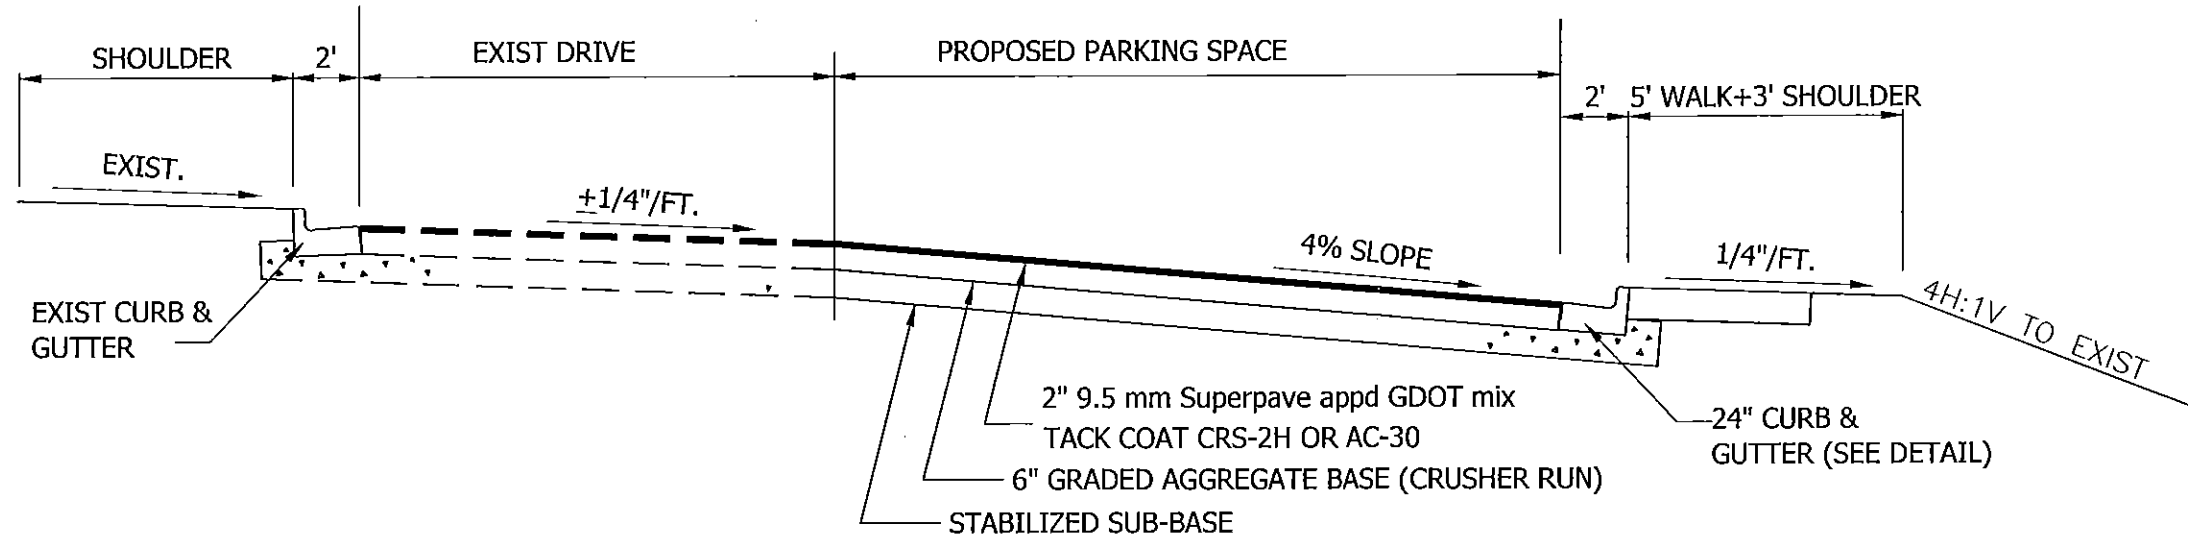 SHOULDER
2'
EXIST DRIVE
PROPOSED PARKING SPACE
2'
5' WALK+3' SHOULDER
EXIST.
+1/4"/FT.
4% SLOPE
1/4"/FT.
4H:1V TO EXIST
EXIST CURB &
GUTTER
2" 9.5 mm Superpave appd GDOT mix
TACK COAT CRS-2H OR AC-30
24" CURB &
GUTTER (SEE DETAIL)
6" GRADED AGGREGATE BASE (CRUSHER RUN)
STABILIZED SUB-BASE